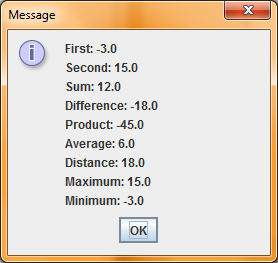 Message
First: -3.0
Second: 15.0
Sum: 12.0
Difference: -18.0
Product: -45.0
Average: 6.0
Distance: 18.0
Maximum: 15.0
Minimum: -3.0
OK